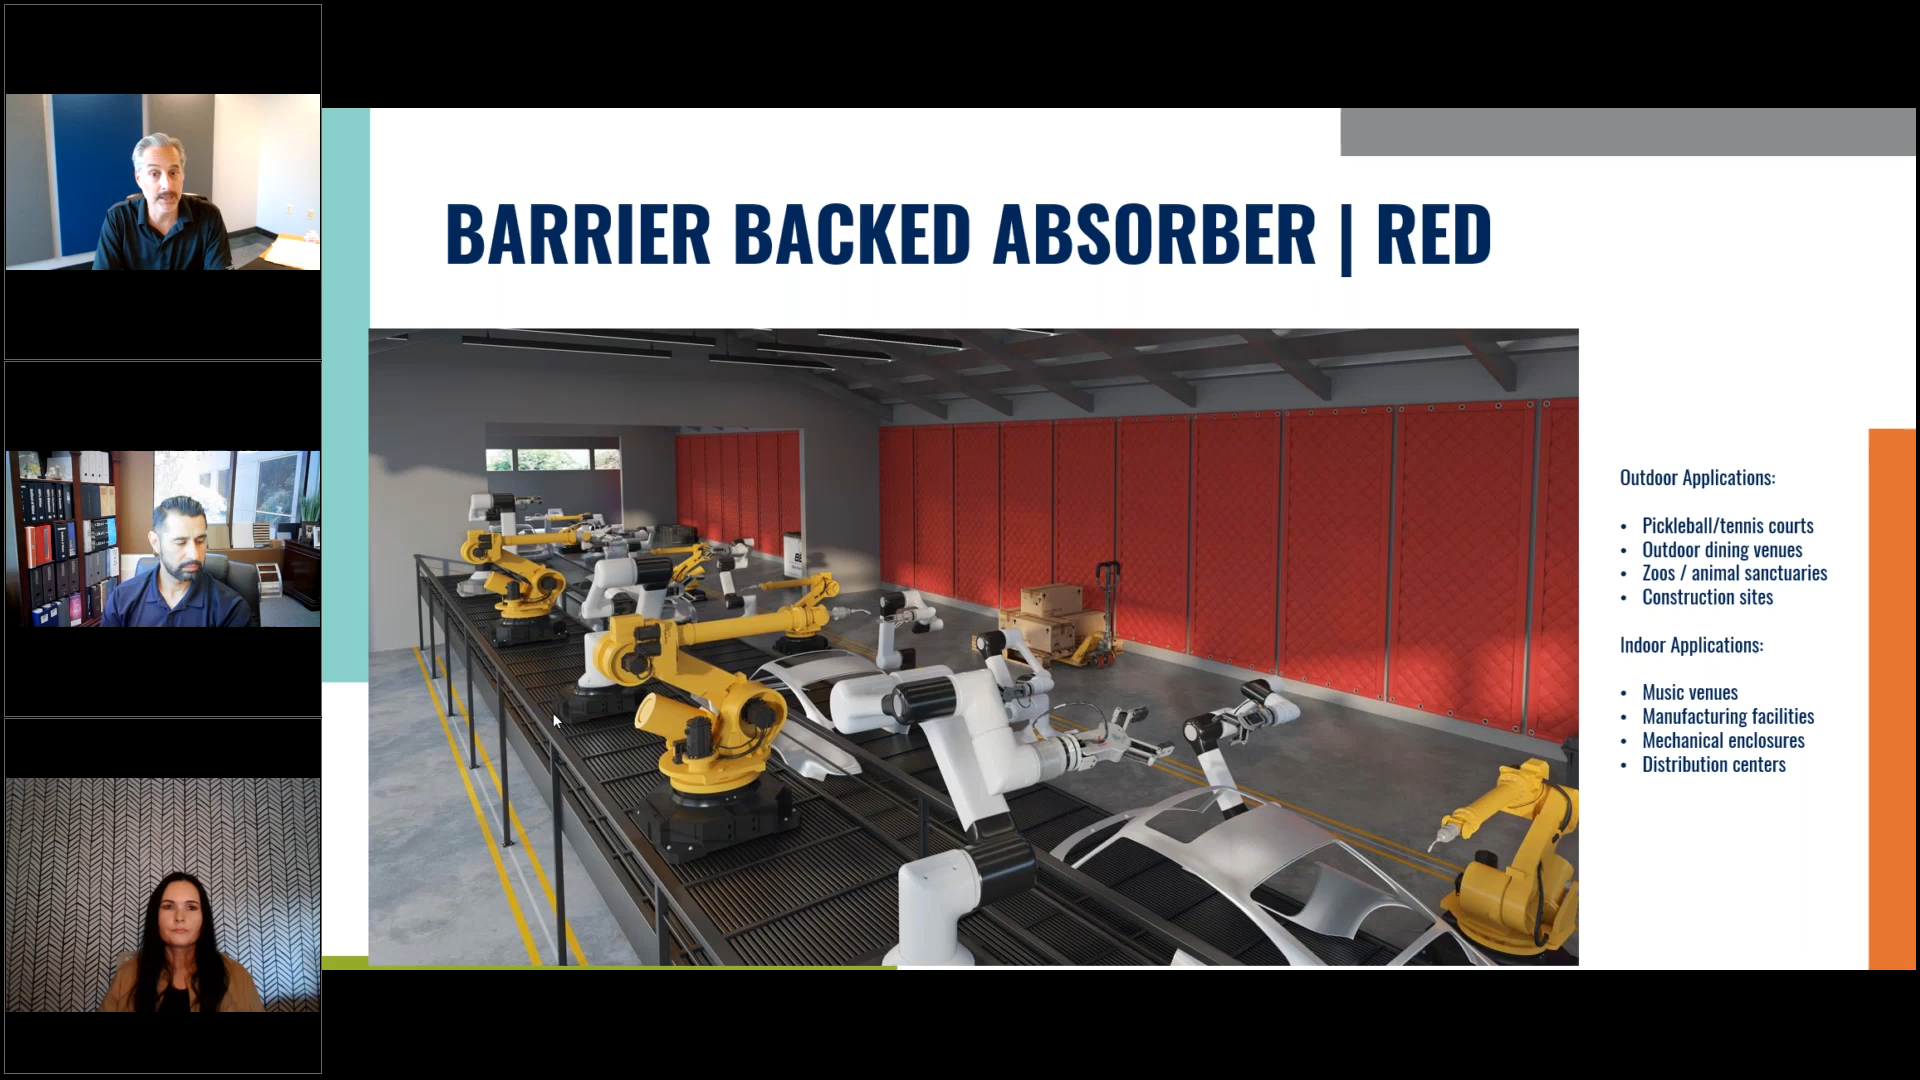 BARRIER BACKED ABSORBER | RED
Outdoor Applications:
• Pickleball/tennis courts
• Outdoor dining venues
• Zoos / animal sanctuaries
• Construction sites
Indoor Applications:
• Music venues
• Manufacturing facilities
• Mechanical enclosures
• Distribution centers